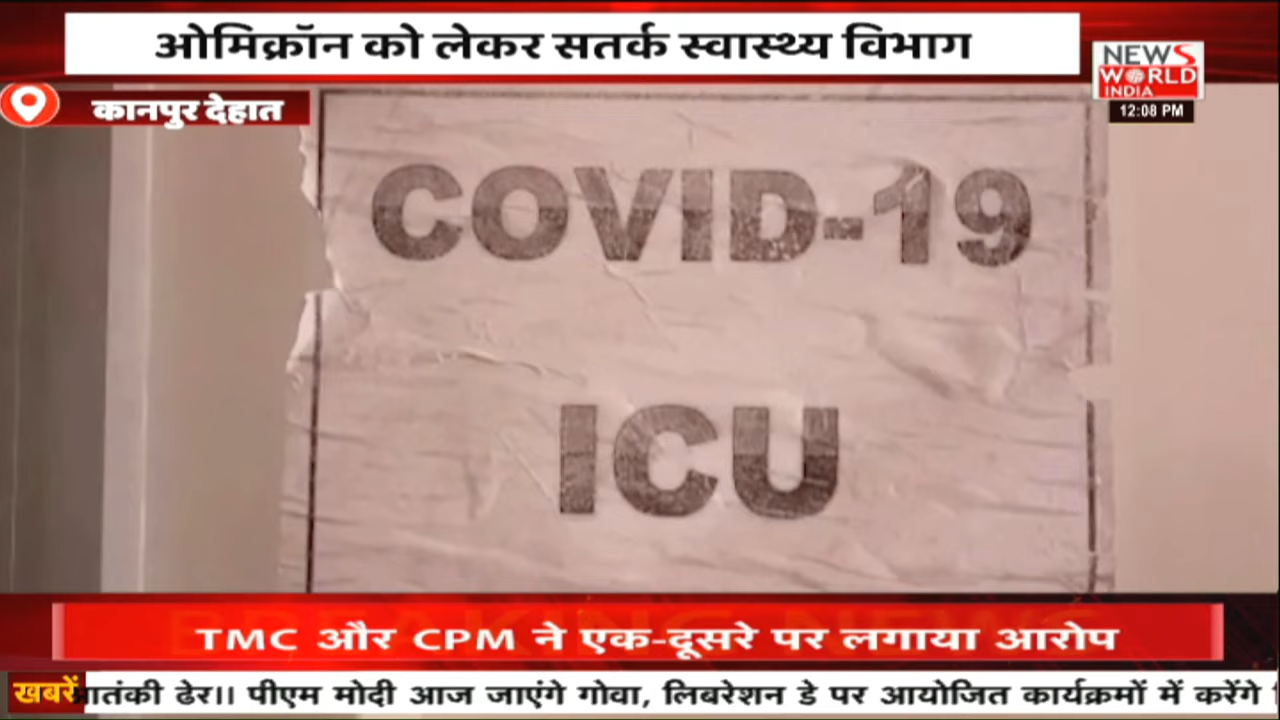 ओमिक्रॉन को लेकर सतर्क स्वास्थ्य विभाग
NEWS
WORLD
INDIA
12:08 PM
कानपुर देहात
COVID-19
ICU
TMC और CPM ने एक-दूसरे पर लगाया आरोप
खबरें ढेर।। पीएम मोदी आज जाएंगे गोवा, लिबरेशन डे पर आयोजित कार्यक्रमों में करेंगे